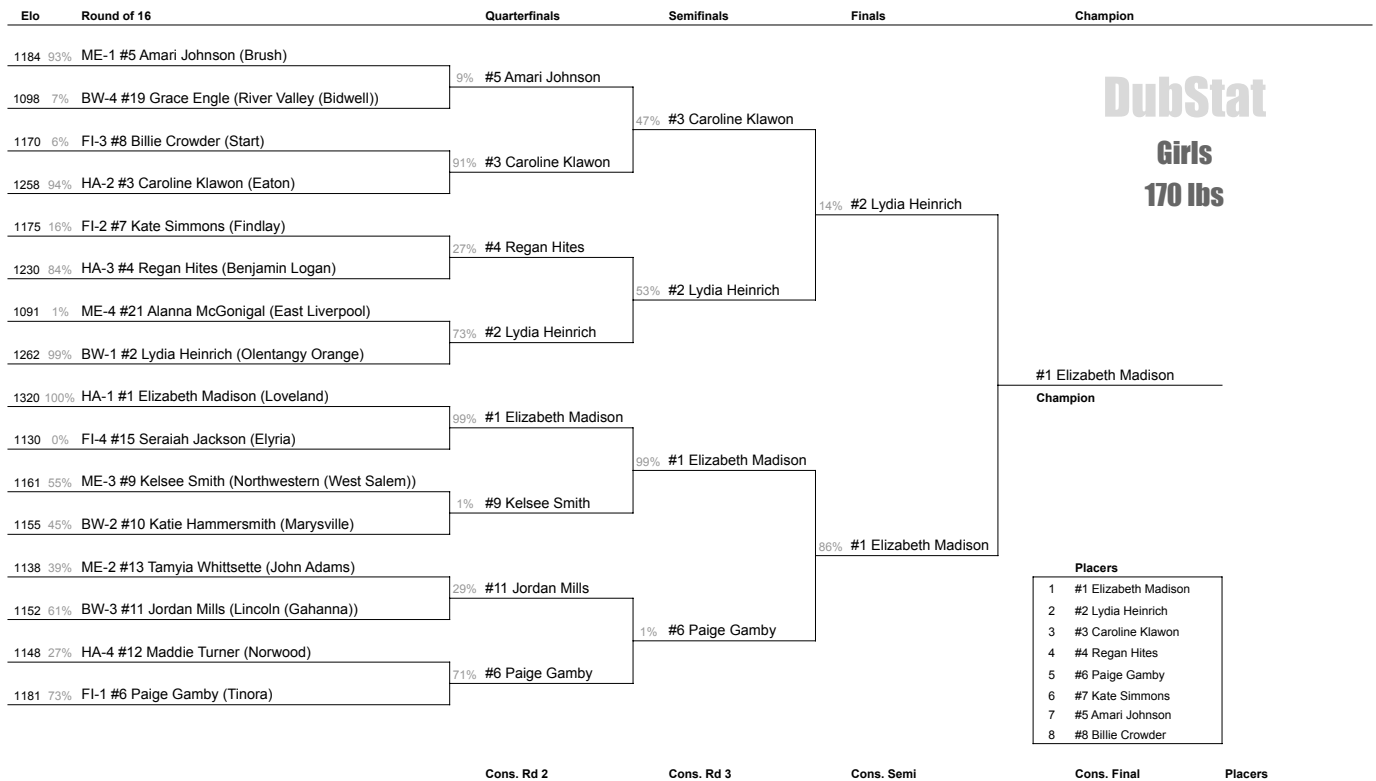 Elo Round of 16 Quarterfinals Semifinals Finals Champion
1184 93% ME-1 #5 Amari Johnson (Brush)
9% #5 Amari Johnson
1098 7% BW-4 #19 Grace Engle (River Valley (Bidwell))
47% #3 Caroline Klawon
1170 6% FI-3 #8 Billie Crowder (Start)
91% #3 Caroline Klawon
1258 94% HA-2 #3 Caroline Klawon (Eaton)
14% #2 Lydia Heinrich
1175 16% FI-2 #7 Kate Simmons (Findlay)
27% #4 Regan Hites
1230 84% HA-3 #4 Regan Hites (Benjamin Logan)
53% #2 Lydia Heinrich
1091 1% ME-4 #21 Alanna McGonigal (East Liverpool)
73% #2 Lydia Heinrich
1262 99% BW-1 #2 Lydia Heinrich (Olentangy Orange)
#1 Elizabeth Madison
Champion
1320 100% HA-1 #1 Elizabeth Madison (Loveland)
99% #1 Elizabeth Madison
1130 0% FI-4 #15 Seraiah Jackson (Elyria)
99% #1 Elizabeth Madison
1161 55% ME-3 #9 Kelsee Smith (Northwestern (West Salem))
1% #9 Kelsee Smith
1155 45% BW-2 #10 Katie Hammersmith (Marysville)
86% #1 Elizabeth Madison
1138 39% ME-2 #13 Tamyia Whittsette (John Adams)
29% #11 Jordan Mills
1152 61% BW-3 #11 Jordan Mills (Lincoln (Gahanna))
1% #6 Paige Gamby
1148 27% HA-4 #12 Maddie Turner (Norwood)
71% #6 Paige Gamby
1181 73% FI-1 #6 Paige Gamby (Tinora)
DubStat
Girls
170 lbs
Placers
1 #1 Elizabeth Madison
2 #2 Lydia Heinrich
3 #3 Caroline Klawon
4 #4 Regan Hites
5 #6 Paige Gamby
6 #7 Kate Simmons
7 #5 Amari Johnson
8 #8 Billie Crowder
Cons. Rd 2 Cons. Rd 3 Cons. Semi Cons. Final Placers